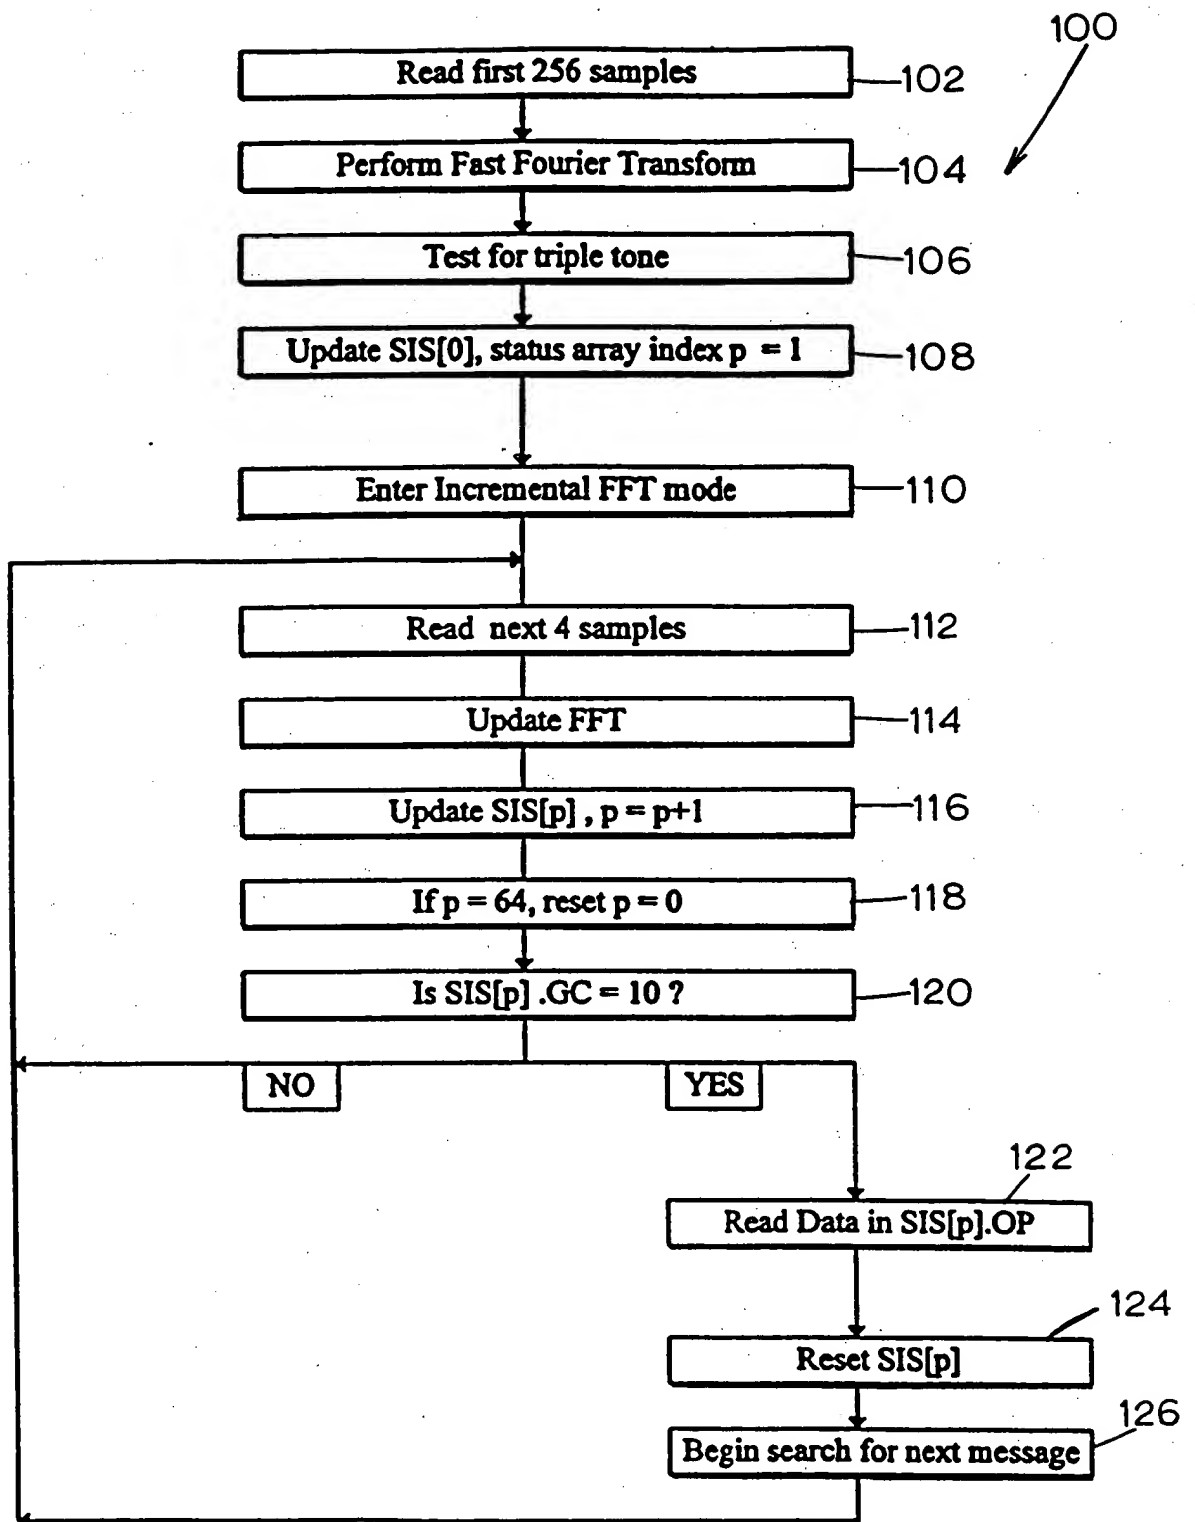 100
Read first 256 samples
102
Perform Fast Fourier Transform
104
Test for triple tone
106
Update SIS[0], status array index p = 1
108
Enter Incremental FFT mode
110
Read next 4 samples
112
Update FFT
114
Update SIS[p] , p = p+1
116
If p = 64, reset p = 0
118
Is SIS[p] .GC = 10 ?
120
NO
YES
122
Read Data in SIS[p].OP
124
Reset SIS[p]
126
Begin search for next message